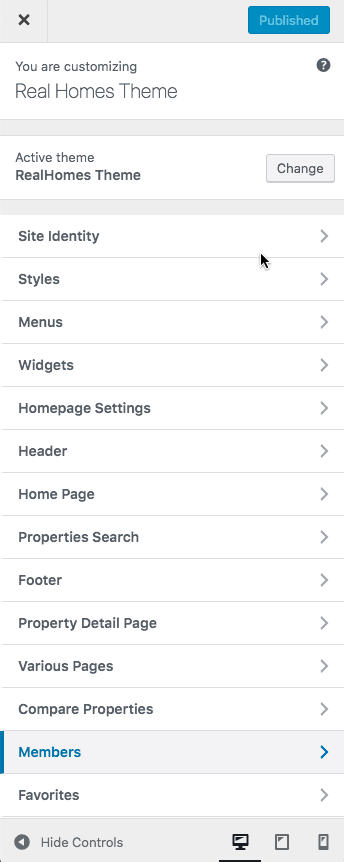 Published
You are customizing
Real Homes Theme
Active theme
RealHomes Theme
Change
Site Identity
Styles
Menus
Widgets
Homepage Settings
Header
Home Page
Properties Search
Footer
Property Detail Page
Various Pages
Compare Properties
Members
Favorites
Hide Controls